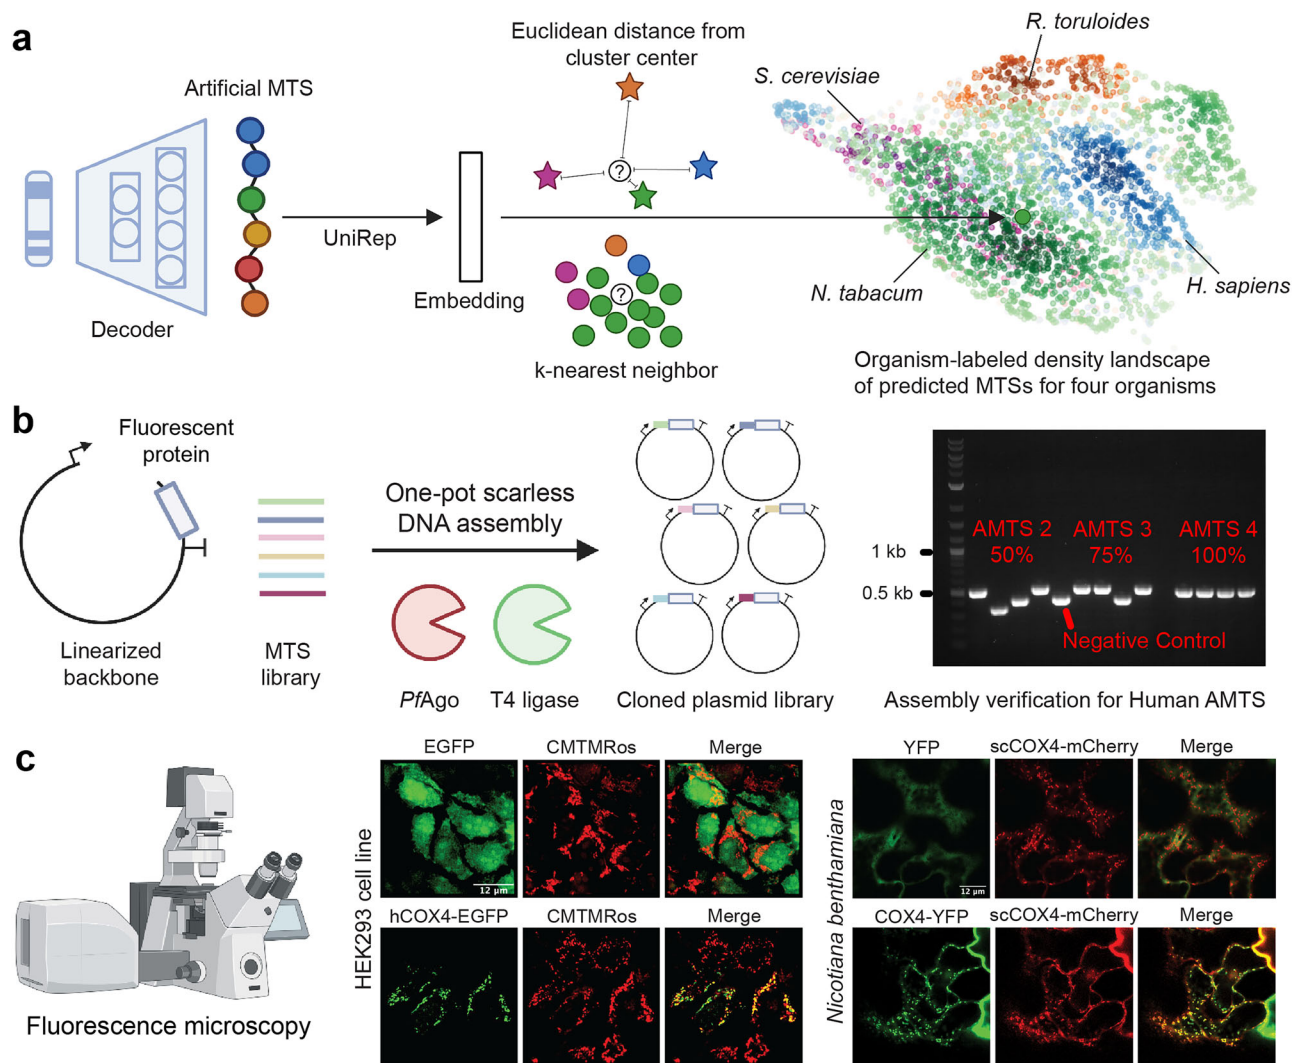 a
Artificial MTS
Decoder
UniRep
Embedding
Euclidean distance from
cluster center
?
?
k-nearest neighbor
R. toruloides
S. cerevisiae
N. tabacum
H. sapiens
Organism-labeled density landscape
of predicted MTSs for four organisms
b
Fluorescent
protein
Linearized
backbone
MTS
library
One-pot scarless
DNA assembly
PfAgo
T4 ligase
Cloned plasmid library
1 kb
0.5 kb
AMTS 2
50%
AMTS 3
75%
AMTS 4
100%
Negative Control
Assembly verification for Human AMTS
c
Fluorescence microscopy
HEK293 cell line
EGFP
CMTMRos
Merge
12 µm
hCOX4-EGFP
CMTMRos
Merge
Nicotiana benthamiana
YFP
scCOX4-mCherry
Merge
12 µm
COX4-YFP
scCOX4-mCherry
Merge